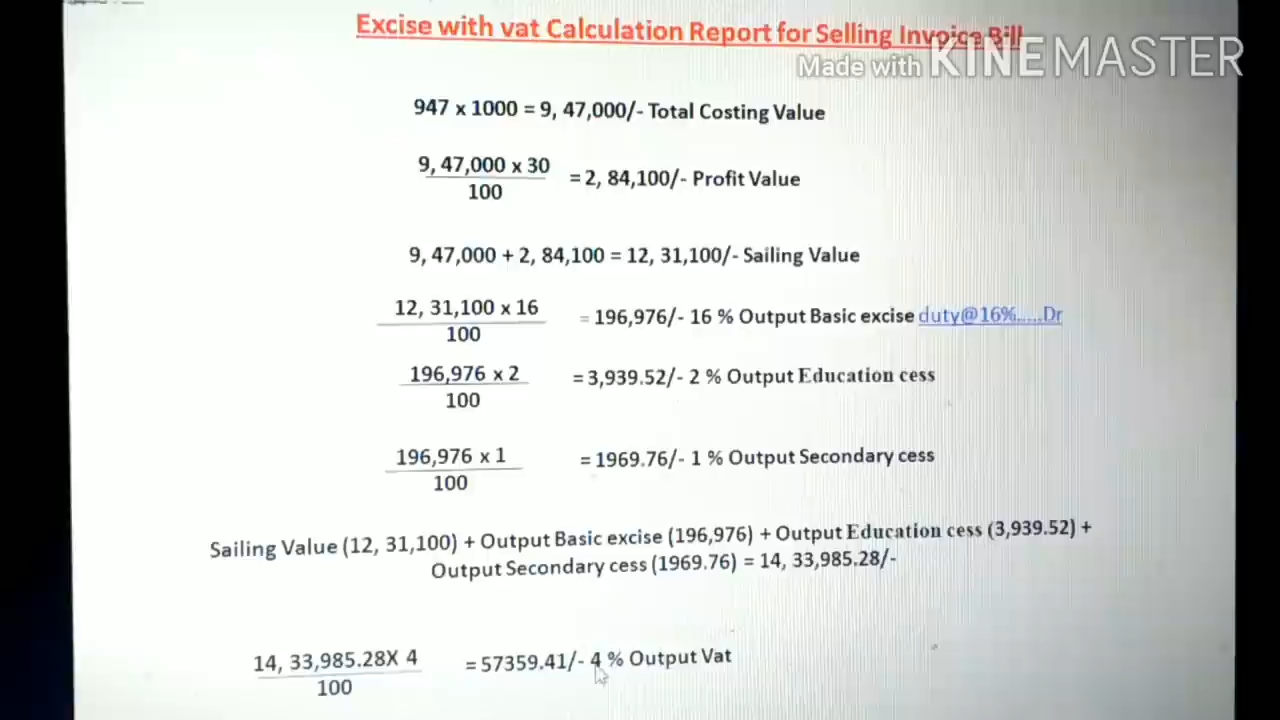 Excise with vat Calculation Report for Selling Invoice Bill
Made with KINEMASTER
947 x 1000 = 9, 47,000/- Total Costing Value
9, 47,000 x 30
100
= 2, 84,100/- Profit Value
9, 47,000 + 2, 84,100 = 12, 31,100/- Sailing Value
12, 31,100 x 16
100
= 196,976/- 16 % Output Basic excise duty@16%.....Dr
196,976 x 2
100
= 3,939.52/- 2 % Output Education cess
196,976 x 1
100
= 1969.76/- 1 % Output Secondary cess
Sailing Value (12, 31,100) + Output Basic excise (196,976) + Output Education cess (3,939.52) +
Output Secondary cess (1969.76) = 14, 33,985.28/-
14, 33,985.28X 4
100
= 57359.41/- 4 % Output Vat